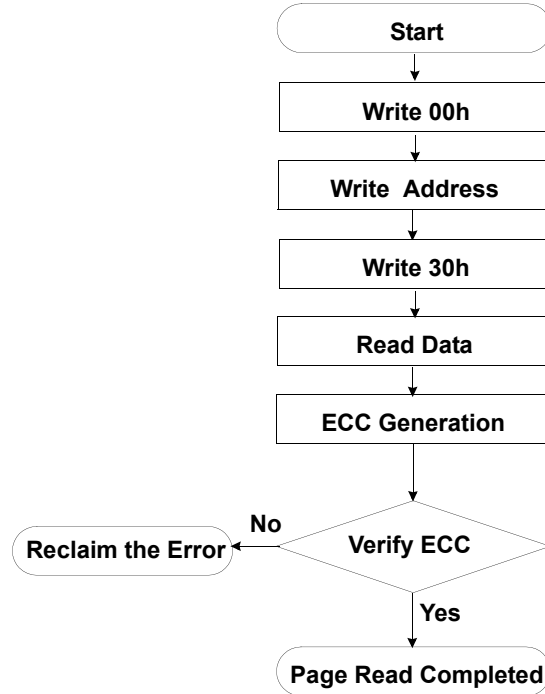 Start
Write 00h
Write Address
Write 30h
Read Data
ECC Generation
No
Reclaim the Error
Verify ECC
Yes
Page Read Completed